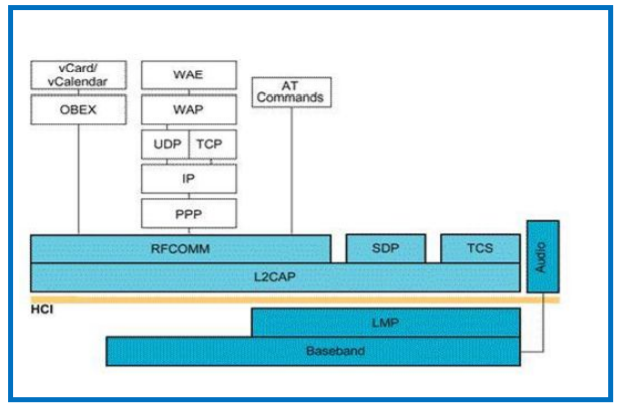 vCard/
vCalendar
WAE
AT
Commands
OBEX
WAP
UDP
TCP
IP
PPP
RFCOMM
SDP
TCS
Audio
L2CAP
HCI
LMP
Baseband